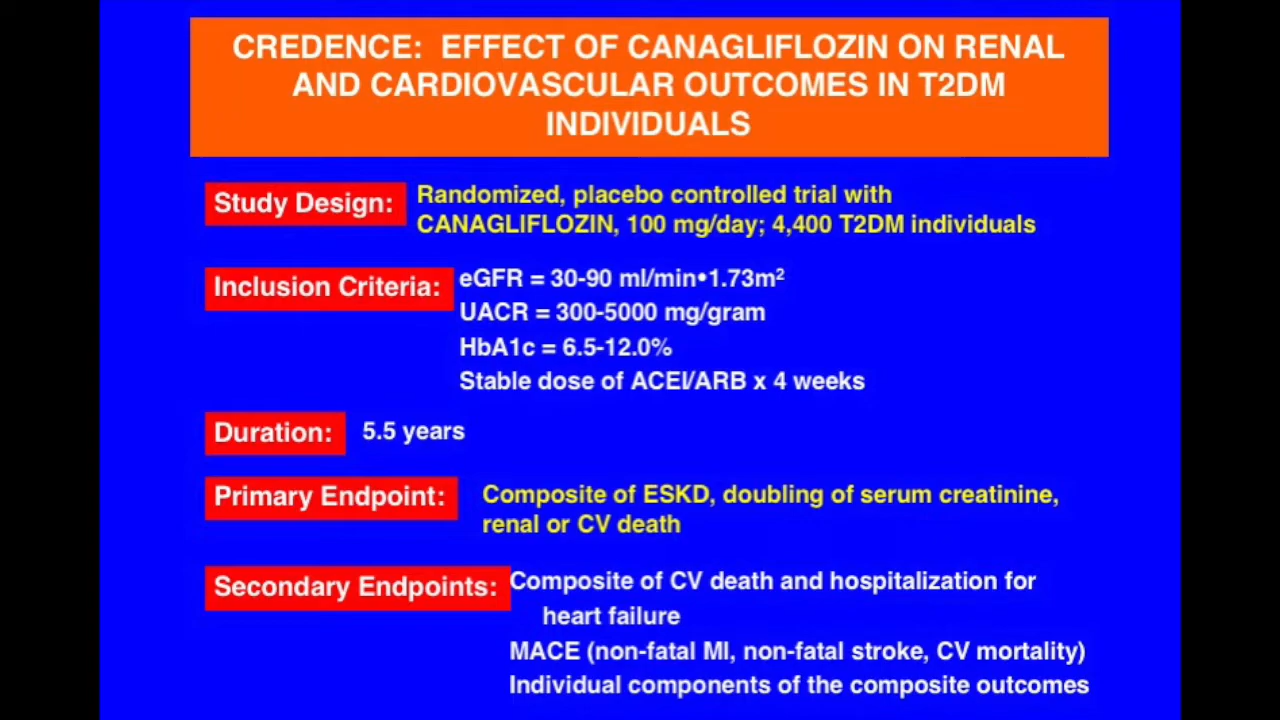 CREDENCE: EFFECT OF CANAGLIFLOZIN ON RENAL
AND CARDIOVASCULAR OUTCOMES IN T2DM
INDIVIDUALS
Study Design:
Randomized, placebo controlled trial with
CANAGLIFLOZIN, 100 mg/day; 4,400 T2DM individuals
Inclusion Criteria:
eGFR = 30-90 ml/min•1.73m²
UACR = 300-5000 mg/gram
HbA1c = 6.5-12.0%
Stable dose of ACEI/ARB x 4 weeks
Duration:
5.5 years
Primary Endpoint:
Composite of ESKD, doubling of serum creatinine,
renal or CV death
Secondary Endpoints:
Composite of CV death and hospitalization for
heart failure
MACE (non-fatal MI, non-fatal stroke, CV mortality)
Individual components of the composite outcomes